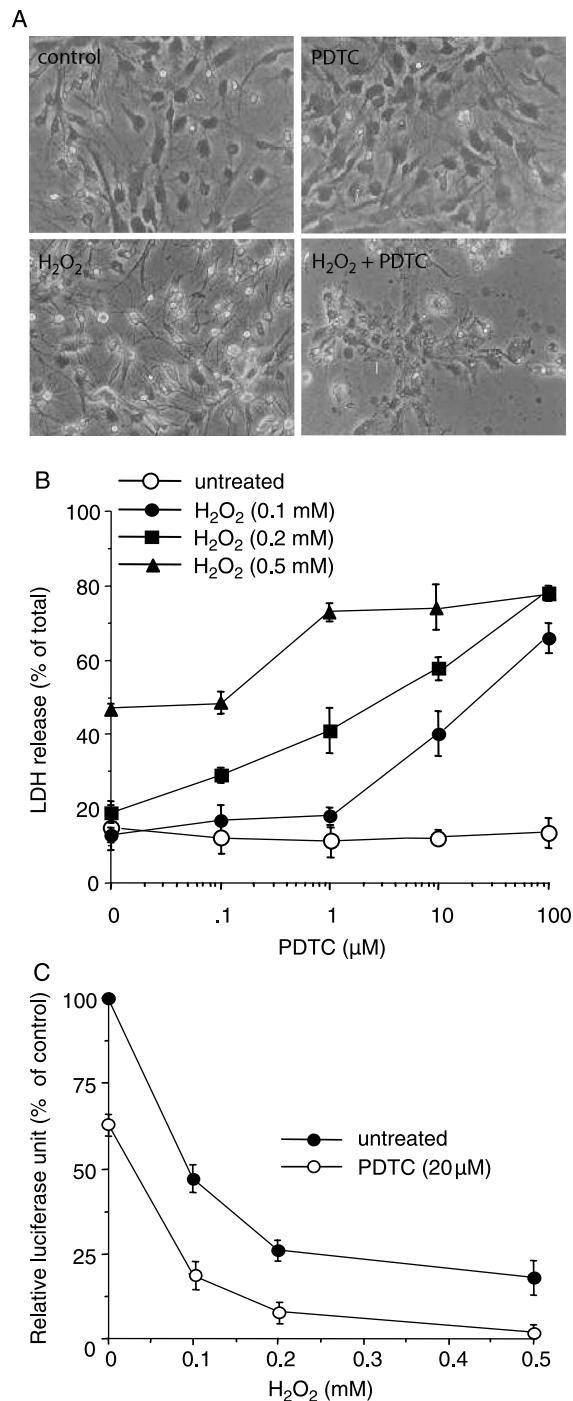 A
control
PDTC
H₂O₂
H₂O₂ + PDTC
B
untreated
H₂O₂ (0.1 mM)
H₂O₂ (0.2 mM)
H₂O₂ (0.5 mM)
LDH release (% of total)
100
80
60
40
20
0
0 .1 1 10 100
PDTC (µM)
C
Relative luciferase unit (% of control)
100
75
50
25
0
untreated
PDTC (20 µM)
0 0.1 0.2 0.3 0.4 0.5
H₂O₂ (mM)